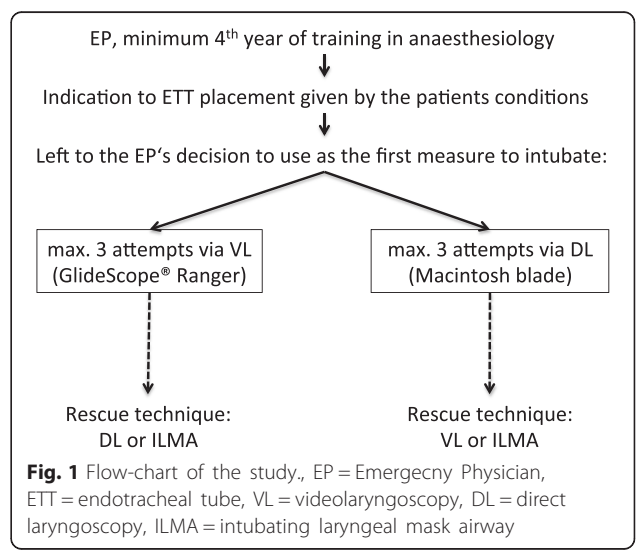 EP, minimum 4th year of training in anaesthesiology
Indication to ETT placement given by the patients conditions
Left to the EP‘s decision to use as the first measure to intubate:
max. 3 attempts via VL
(GlideScope® Ranger)
max. 3 attempts via DL
(Macintosh blade)
Rescue technique:
DL or ILMA
Rescue technique:
VL or ILMA
Fig. 1 Flow-chart of the study., EP = Emergecny Physician,
ETT = endotracheal tube, VL = videolaryngoscopy, DL = direct
laryngoscopy, ILMA = intubating laryngeal mask airway